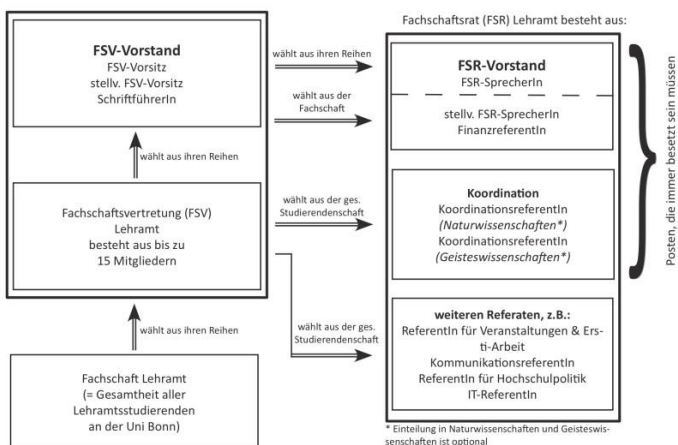 Fachschaftsrat (FSR) Lehramt besteht aus:
FSV-Vorstand
FSV-Vorsitz
stellv. FSV-Vorsitz
SchriftführerIn
wählt aus ihren Reihen
wählt aus der
Fachschaft
FSR-Vorstand
FSR-SprecherIn
stellv. FSR-SprecherIn
FinanzreferentIn
wählt aus ihren Reihen
Fachschaftsvertretung (FSV)
Lehramt
besteht aus bis zu
15 Mitgliedern
wählt aus der ges.
Studierendenschaft
Koordination
KoordinationsreferentIn
(Naturwissenschaften*)
KoordinationsreferentIn
(Geisteswissenschaften*)
Posten, die immer besetzt sein müssen
wählt aus ihren Reihen
wählt aus der ges.
Studierendenschaft
weiteren Referaten, z.B.:
ReferentIn für Veranstaltungen & Ers-
ti-Arbeit
KommunikationsreferentIn
ReferentIn für Hochschulpolitik
IT-ReferentIn
Fachschaft Lehramt
(= Gesamtheit aller
Lehramtsstudierenden
an der Uni Bonn)
* Einteilung in Naturwissenschaften und Geisteswis-
senschaften ist optional